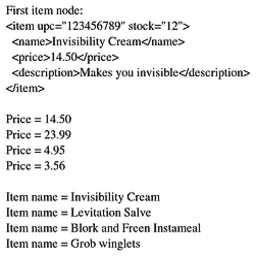 First item node:
<item upc="123456789" stock="12">
<name>Invisibility Cream</name>
<price>14.50</price>
<description>Makes you invisible</description>
</item>
Price = 14.50
Price = 23.99
Price = 4.95
Price = 3.56
Item name = Invisibility Cream
Item name = Levitation Salve
Item name = Blork and Freen Instameal
Item name = Grob winglets